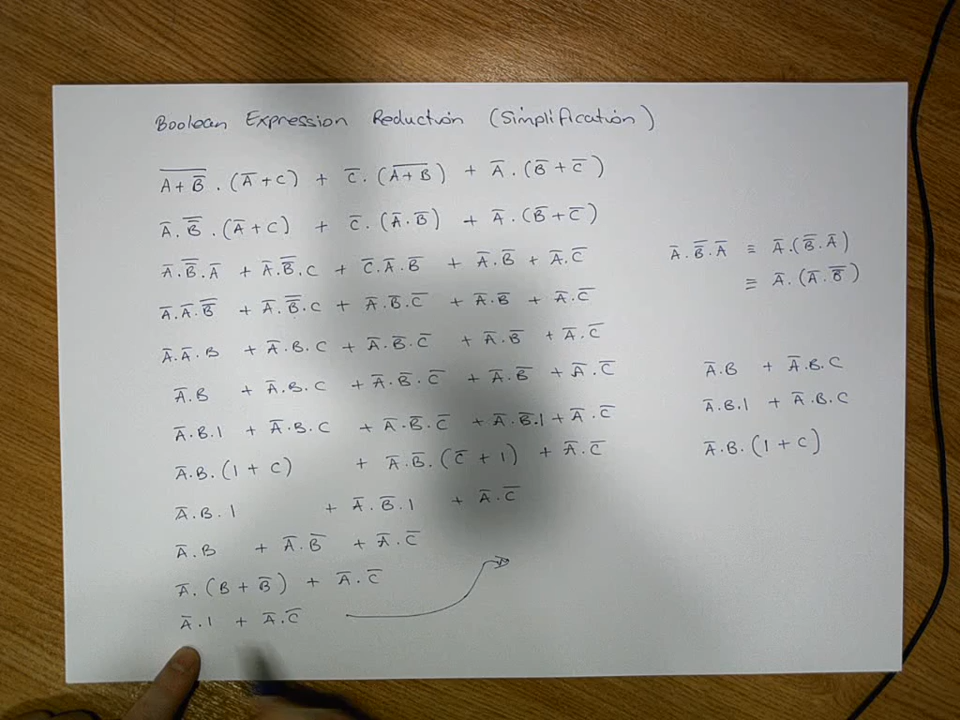 Boolean Expression Reduction (Simplification)
A̅+̅B̅̅ . (A̅ + C) + C̅ . (A̅+̅B̅) + A̅ . (B̅ + C̅)
A̅ . B̅̅ . (A̅ + C) + C̅ . (A̅ . B̅) + A̅ . (B̅ + C̅)
A̅ . B̅̅ . A̅ + A̅ . B̅̅ . C + C̅ . A̅ . B̅ + A̅ . B̅ + A̅ . C̅
A̅ . A̅ . B̅̅ + A̅ . B̅̅ . C + A̅ . B̅ . C̅ + A̅ . B̅ + A̅ . C̅
A̅ . A̅ . B + A̅ . B . C + A̅ . B̅ . C̅ + A̅ . B̅ + A̅ . C̅
A̅ . B + A̅ . B . C + A̅ . B̅ . C̅ + A̅ . B̅ + A̅ . C̅
A̅ . B . 1 + A̅ . B . C + A̅ . B̅ . C̅ + A̅ . B̅ . 1 + A̅ . C̅
A̅ . B . (1 + C) + A̅ . B̅ . (C̅ + 1) + A̅ . C̅
A̅ . B . 1 + A̅ . B̅ . 1 + A̅ . C̅
A̅ . B + A̅ . B̅ + A̅ . C̅
A̅ . (B + B̅) + A̅ . C̅
A̅ . 1 + A̅ . C̅
A̅ . B̅̅ . A̅ ≡ A̅ . (B̅̅ . A̅)
≡ A̅ . (A̅ . B̅̅)
A̅ . B + A̅ . B . C
A̅ . B . 1 + A̅ . B . C
A̅ . B . (1 + C)